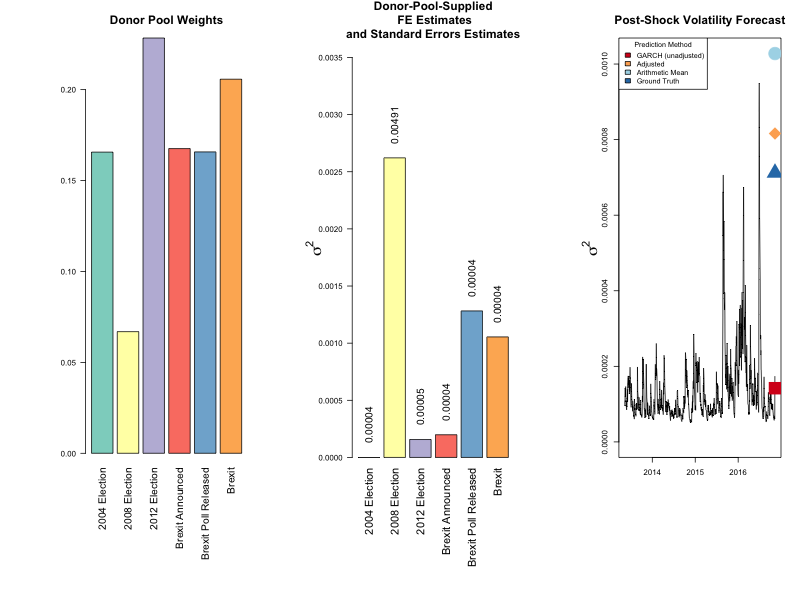 Donor Pool Weights
0.20
0.15
0.10
0.05
0.00
2004 Election
2008 Election
2012 Election
Brexit Announced
Brexit Poll Released
Brexit
Donor-Pool-Supplied
FE Estimates
and Standard Errors Estimates
σ2
0.0035
0.0030
0.0025
0.0020
0.0015
0.0010
0.0005
0.0000
0.00004
0.00491
0.00005
0.00004
0.00004
0.00004
2004 Election
2008 Election
2012 Election
Brexit Announced
Brexit Poll Released
Brexit
Post-Shock Volatility Forecast
σ2
0.0010
0.0008
0.0006
0.0004
0.0002
0.0000
Prediction Method
GARCH (unadjusted)
Adjusted
Arithmetic Mean
Ground Truth
2014
2015
2016